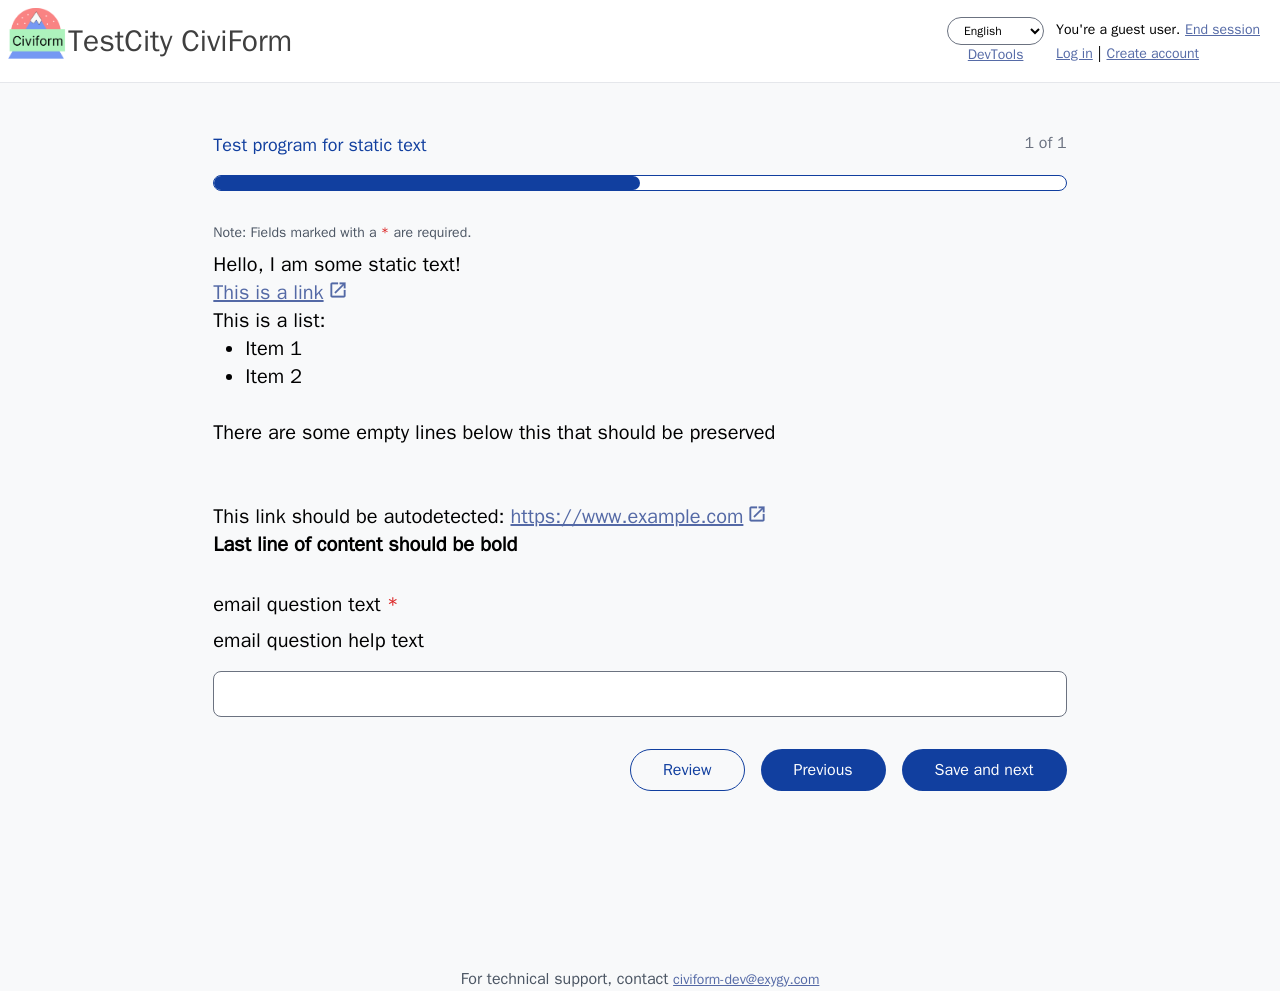 Civiform
TestCity CiviForm
English
DevTools
You're a guest user. End session
Log in | Create account
Test program for static text
1 of 1
Note: Fields marked with a * are required.
Hello, I am some static text!
This is a link
This is a list:
• Item 1
• Item 2
There are some empty lines below this that should be preserved
This link should be autodetected: https://www.example.com
Last line of content should be bold
email question text *
email question help text
Review
Previous
Save and next
For technical support, contact civiform-dev@exygy.com